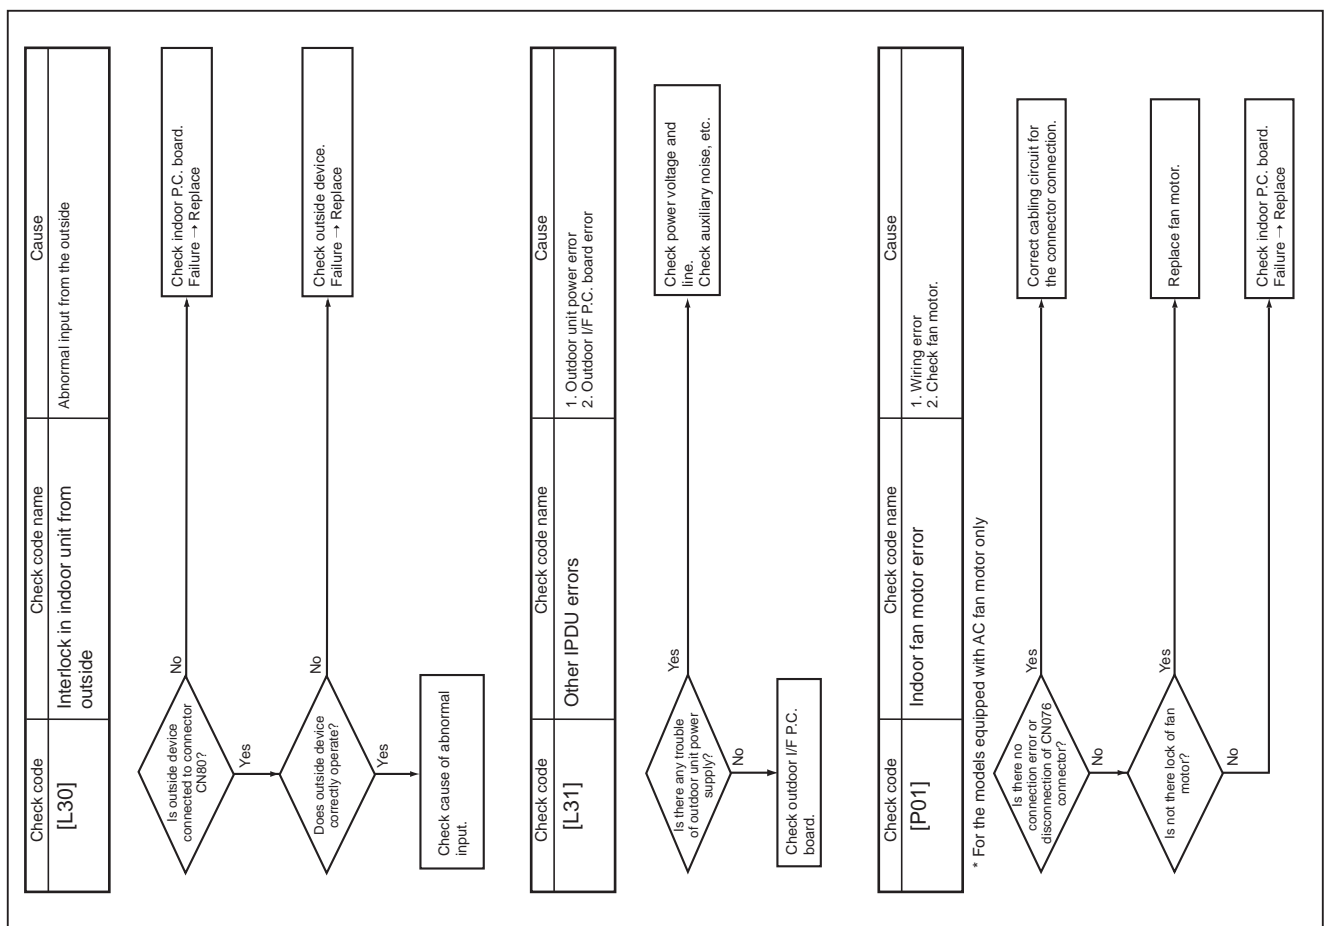 Check code
Check code name
Cause
[L30]
Interlock in indoor unit from
outside
Abnormal input from the outside
Is outside device
connected to connector
CN80?
No
Check indoor P.C. board.
Failure → Replace
Yes
Does outside device
correctly operate?
No
Check outside device.
Failure → Replace
Yes
Check cause of abnormal
input.
Check code
Check code name
Cause
[L31]
Other IPDU errors
1. Outdoor unit power error
2. Outdoor I/F P.C. board error
Is there any trouble
of outdoor unit power
supply?
Yes
Check power voltage and
line.
Check auxiliary noise, etc.
No
Check outdoor I/F P.C.
board.
Check code
Check code name
Cause
[P01]
Indoor fan motor error
1. Wiring error
2. Check fan motor.
* For the models equipped with AC fan motor only
Is there no
connection error or
disconnection of CN076
connector?
Yes
Correct cabling circuit for
the connector connection.
No
Is not there lock of fan
motor?
Yes
Replace fan motor.
No
Check indoor P.C. board.
Failure → Replace